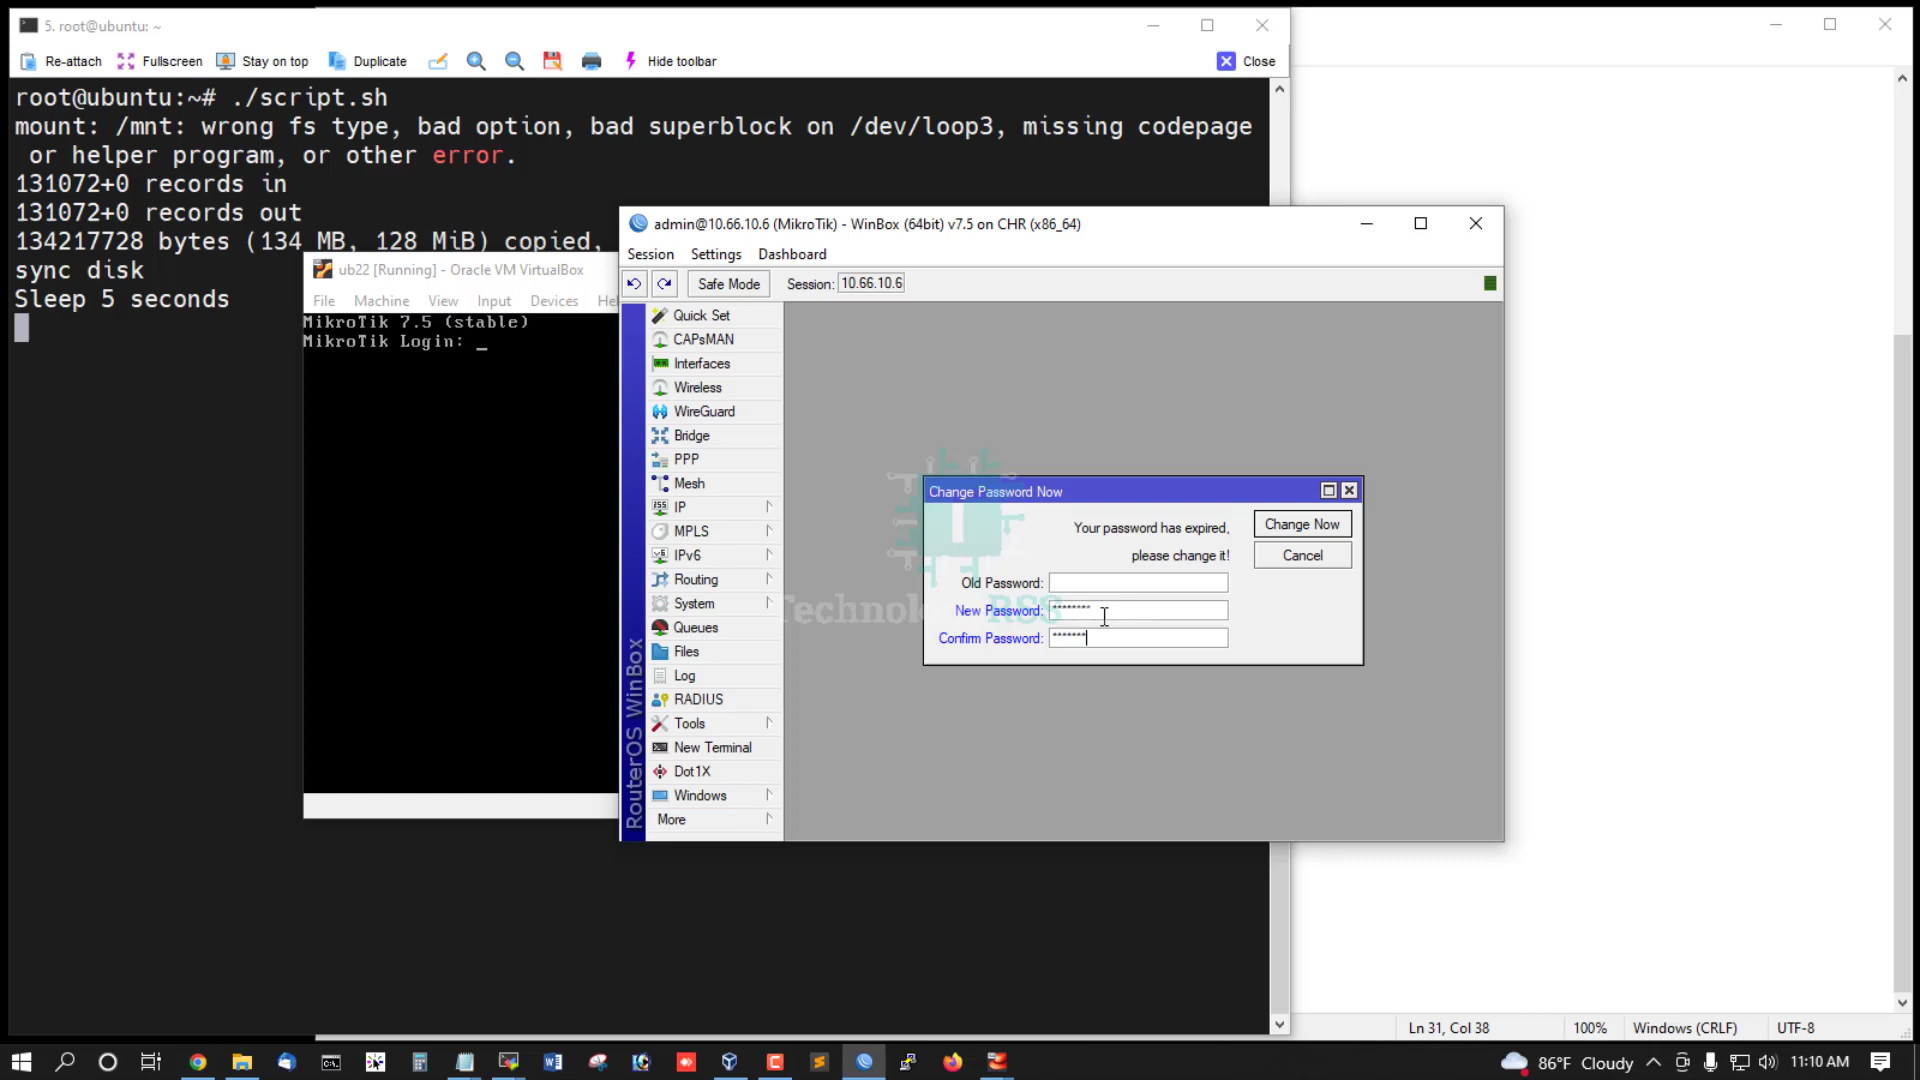 5. root@ubuntu: ~
Re-attach Fullscreen Stay on top Duplicate Hide toolbar Close
root@ubuntu:~# ./script.sh
mount: /mnt: wrong fs type, bad option, bad superblock on /dev/loop3, missing codepage
or helper program, or other error.
131072+0 records in
131072+0 records out
134217728 bytes (134 MB, 128 MiB) copied,
sync disk
Sleep 5 seconds
ub22 [Running] - Oracle VM VirtualBox
File Machine View Input Devices
MikroTik 7.5 (stable)
MikroTik Login: _
admin@10.66.10.6 (MikroTik) - WinBox (64bit) v7.5 on CHR (x86_64)
Session Settings Dashboard
Safe Mode Session: 10.66.10.6
RouterOS WinBox
Quick Set
CAPsMAN
Interfaces
Wireless
WireGuard
Bridge
PPP
Mesh
IP
MPLS
IPv6
Routing
System
Queues
Files
Log
RADIUS
Tools
New Terminal
Dot1X
Windows
More
Change Password Now
Your password has expired,
please change it!
Change Now
Cancel
Old Password:
New Password: ********
Confirm Password: *******
Ln 31, Col 38 100% Windows (CRLF) UTF-8
86°F Cloudy 11:10 AM